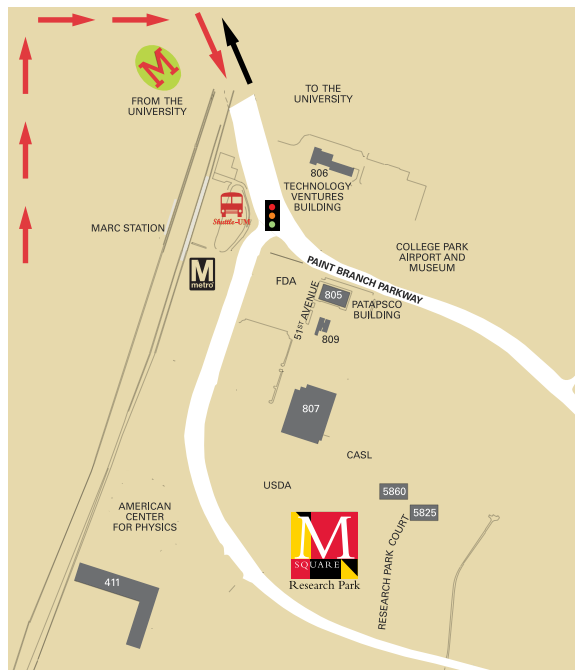 M
FROM THE
UNIVERSITY
TO THE
UNIVERSITY
806
TECHNOLOGY
VENTURES
BUILDING
Shuttle-UM
MARC STATION
M
metro
COLLEGE PARK
AIRPORT AND
MUSEUM
PAINT BRANCH PARKWAY
FDA
51ST AVENUE
805
PATAPSCO
BUILDING
809
807
CASL
USDA
5860
5825
RESEARCH PARK COURT
AMERICAN
CENTER
FOR PHYSICS
411
M
SQUARE
Research Park